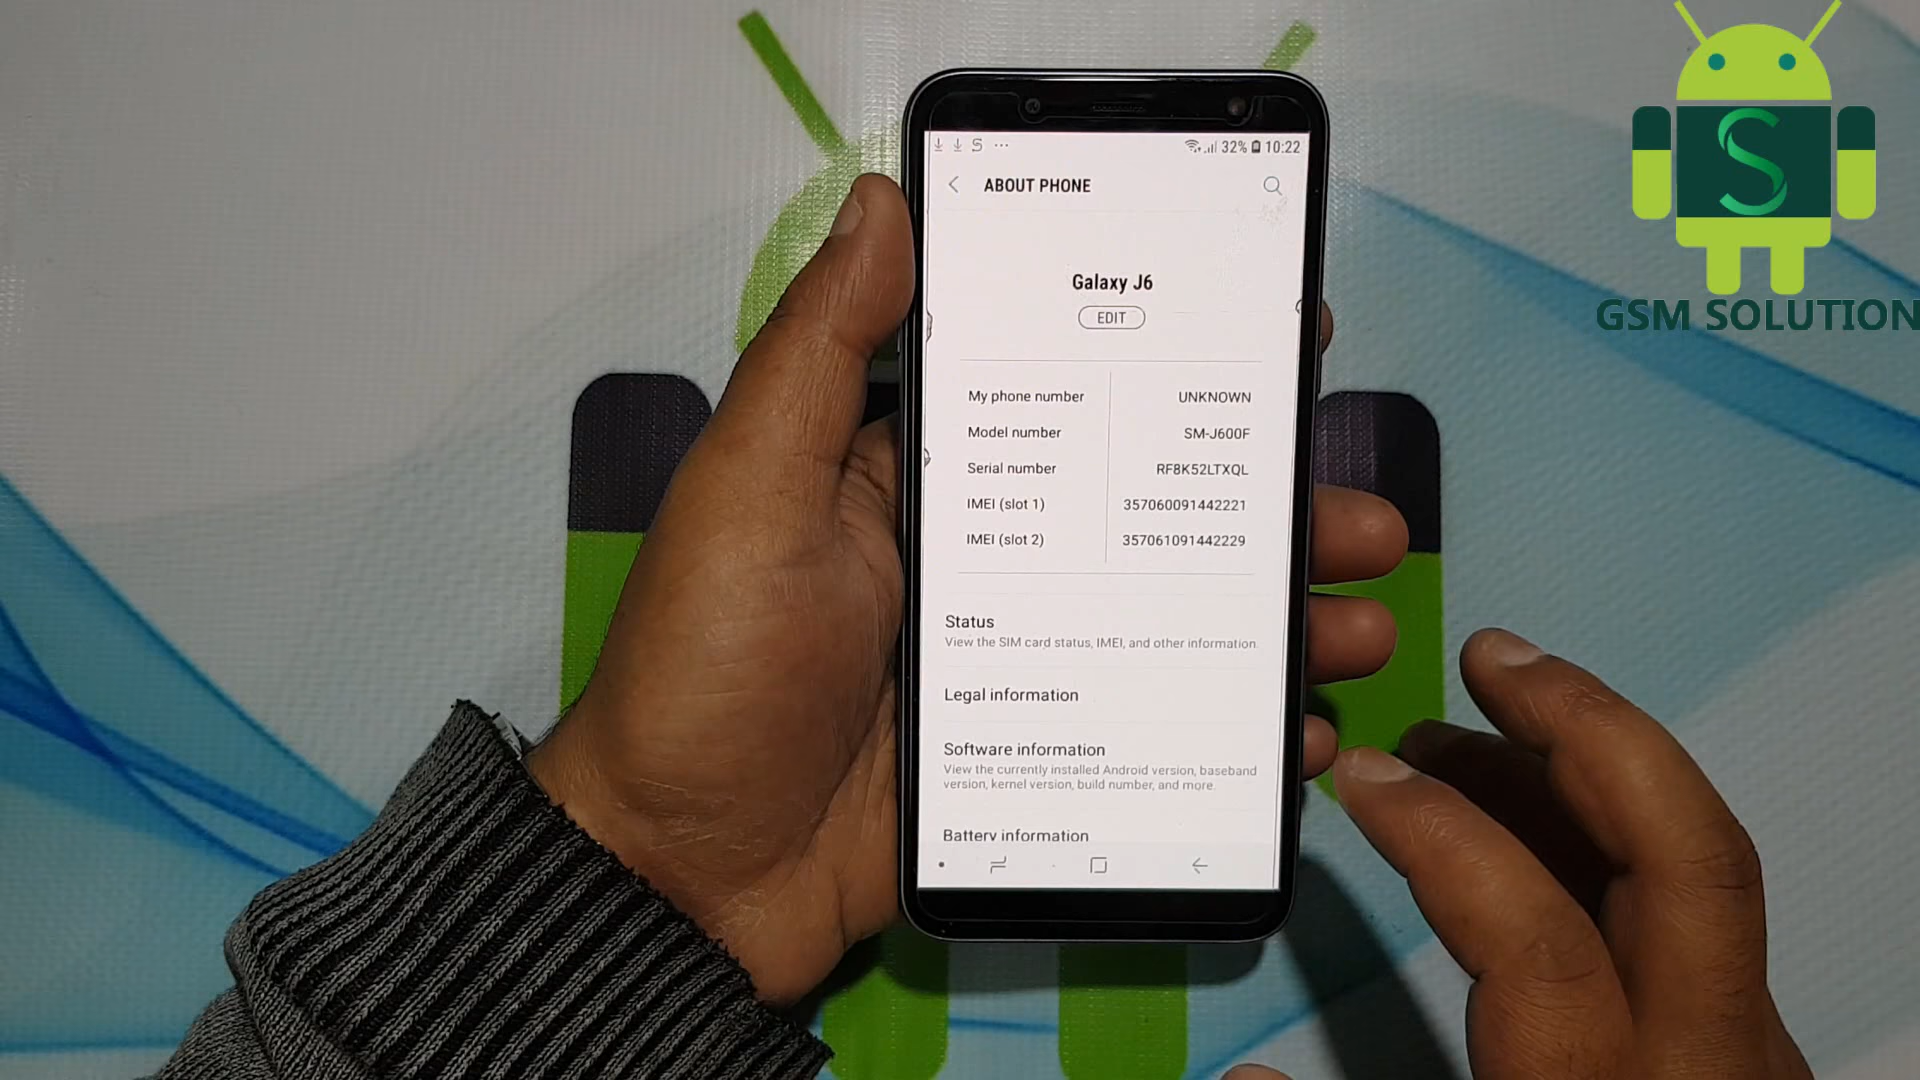 32% 10:22
ABOUT PHONE
Galaxy J6
EDIT
My phone number UNKNOWN
Model number SM-J600F
Serial number RF8K52LTXQL
IMEI (slot 1) 357060091442221
IMEI (slot 2) 357061091442229
Status
View the SIM card status, IMEI, and other information.
Legal information
Software information
View the currently installed Android version, baseband
version, kernel version, build number, and more.
Battery information
S
GSM SOLUTION